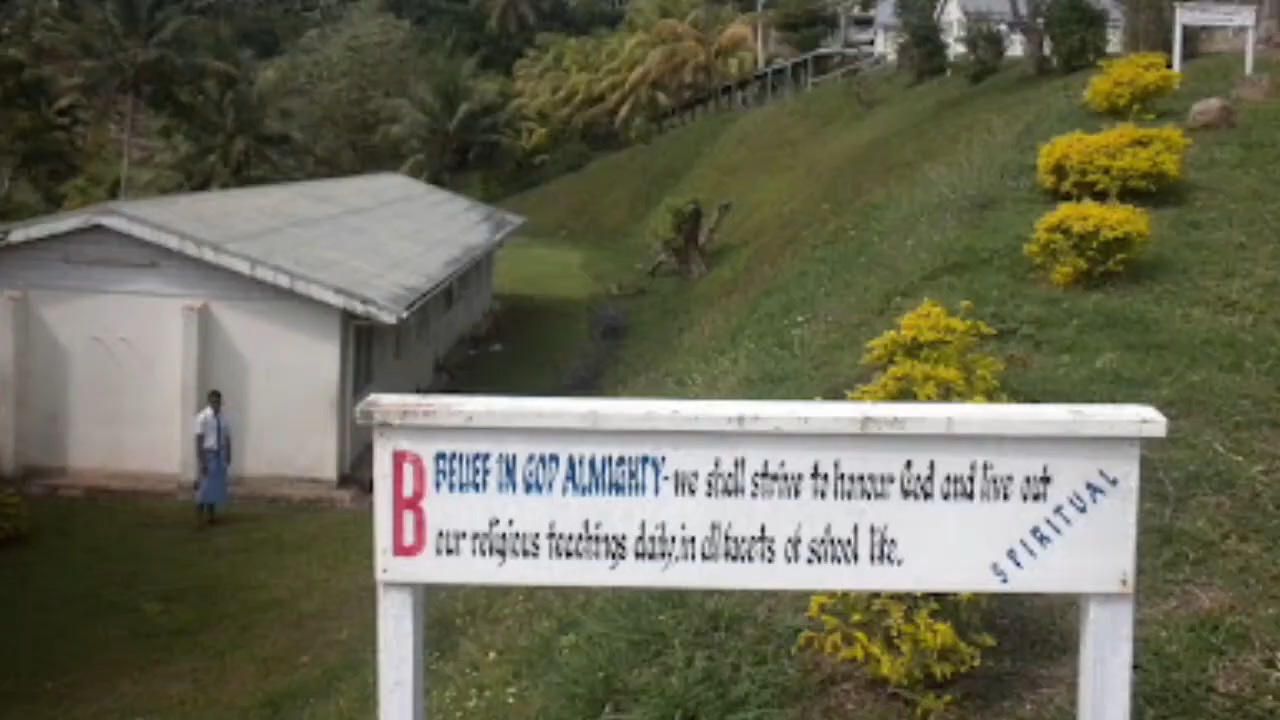 B BELIEF IN GOD ALMIGHTY- we shall strive to honour God and live out
our religious teachings daily, in all facets of school life.
SPIRITUAL